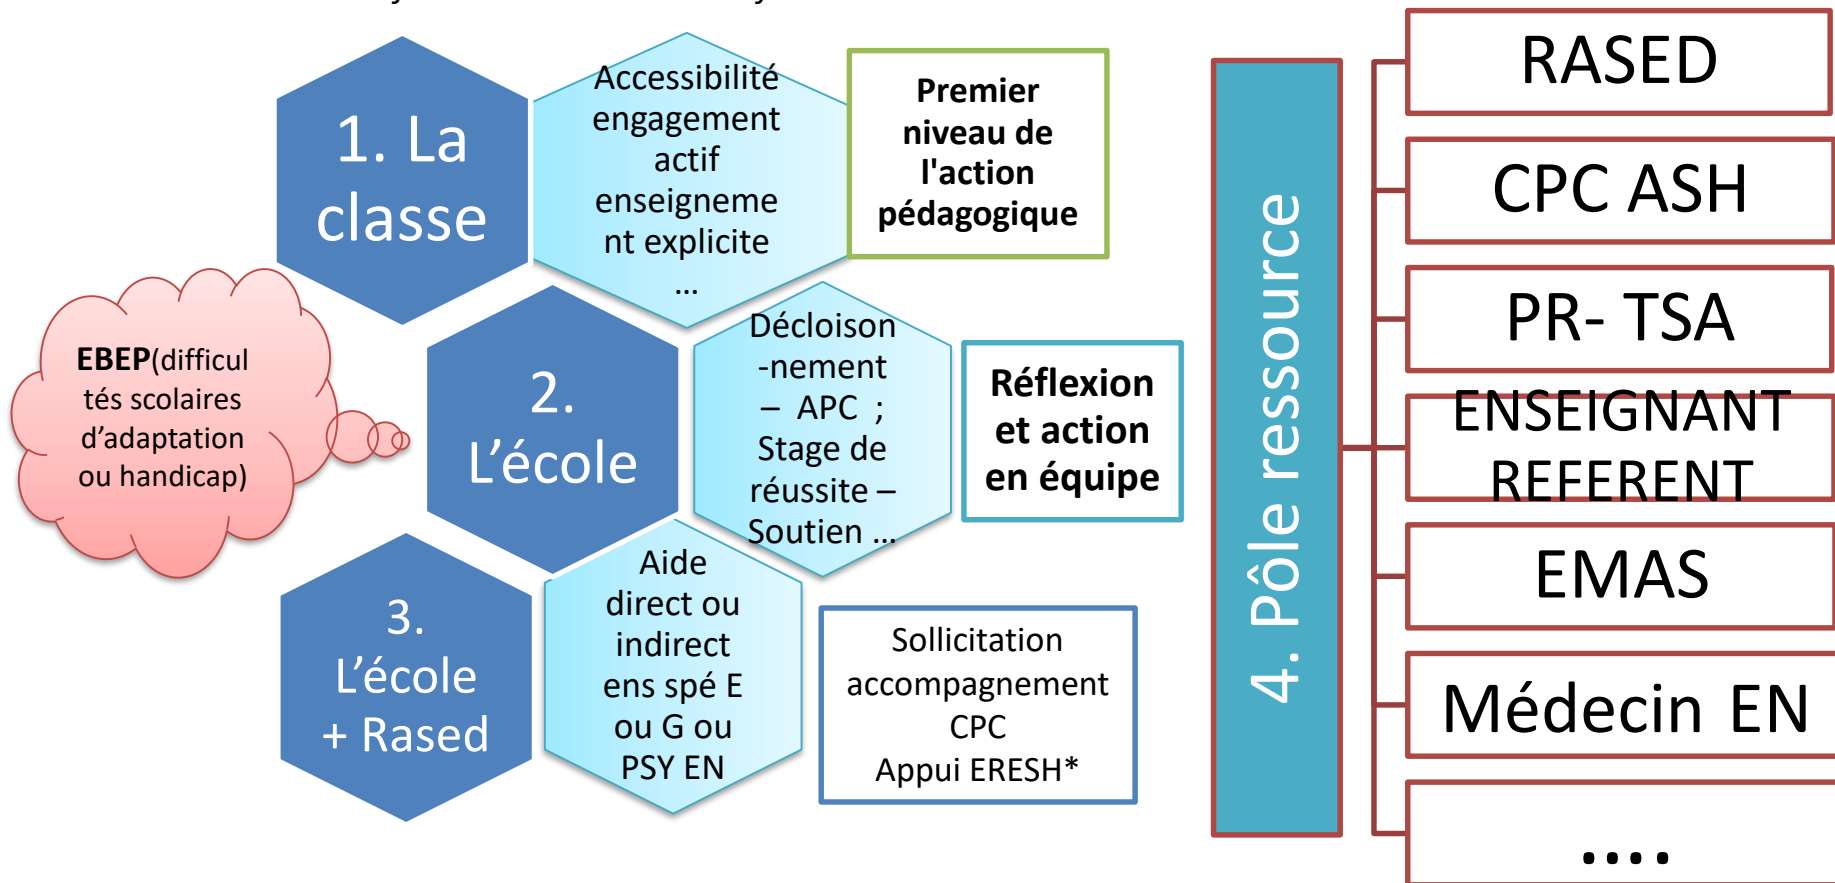 1. La
classe
Accessibilité
engagement
actif
enseigneme
nt explicite
...
Premier
niveau de
l'action
pédagogique
EBEP(difficul
tés scolaires
d'adaptation
ou handicap)
2.
L'école
Décloison
-nement
– APC ;
Stage de
réussite –
Soutien ...
Réflexion
et action
en équipe
3.
L'école
+ Rased
Aide
direct ou
indirect
ens spé E
ou G ou
PSY EN
Sollicitation
accompagnement
CPC
Appui ERESH*
4. Pôle ressource
RASED
CPC ASH
PR- TSA
ENSEIGNANT
REFERENT
EMAS
Médecin EN
....